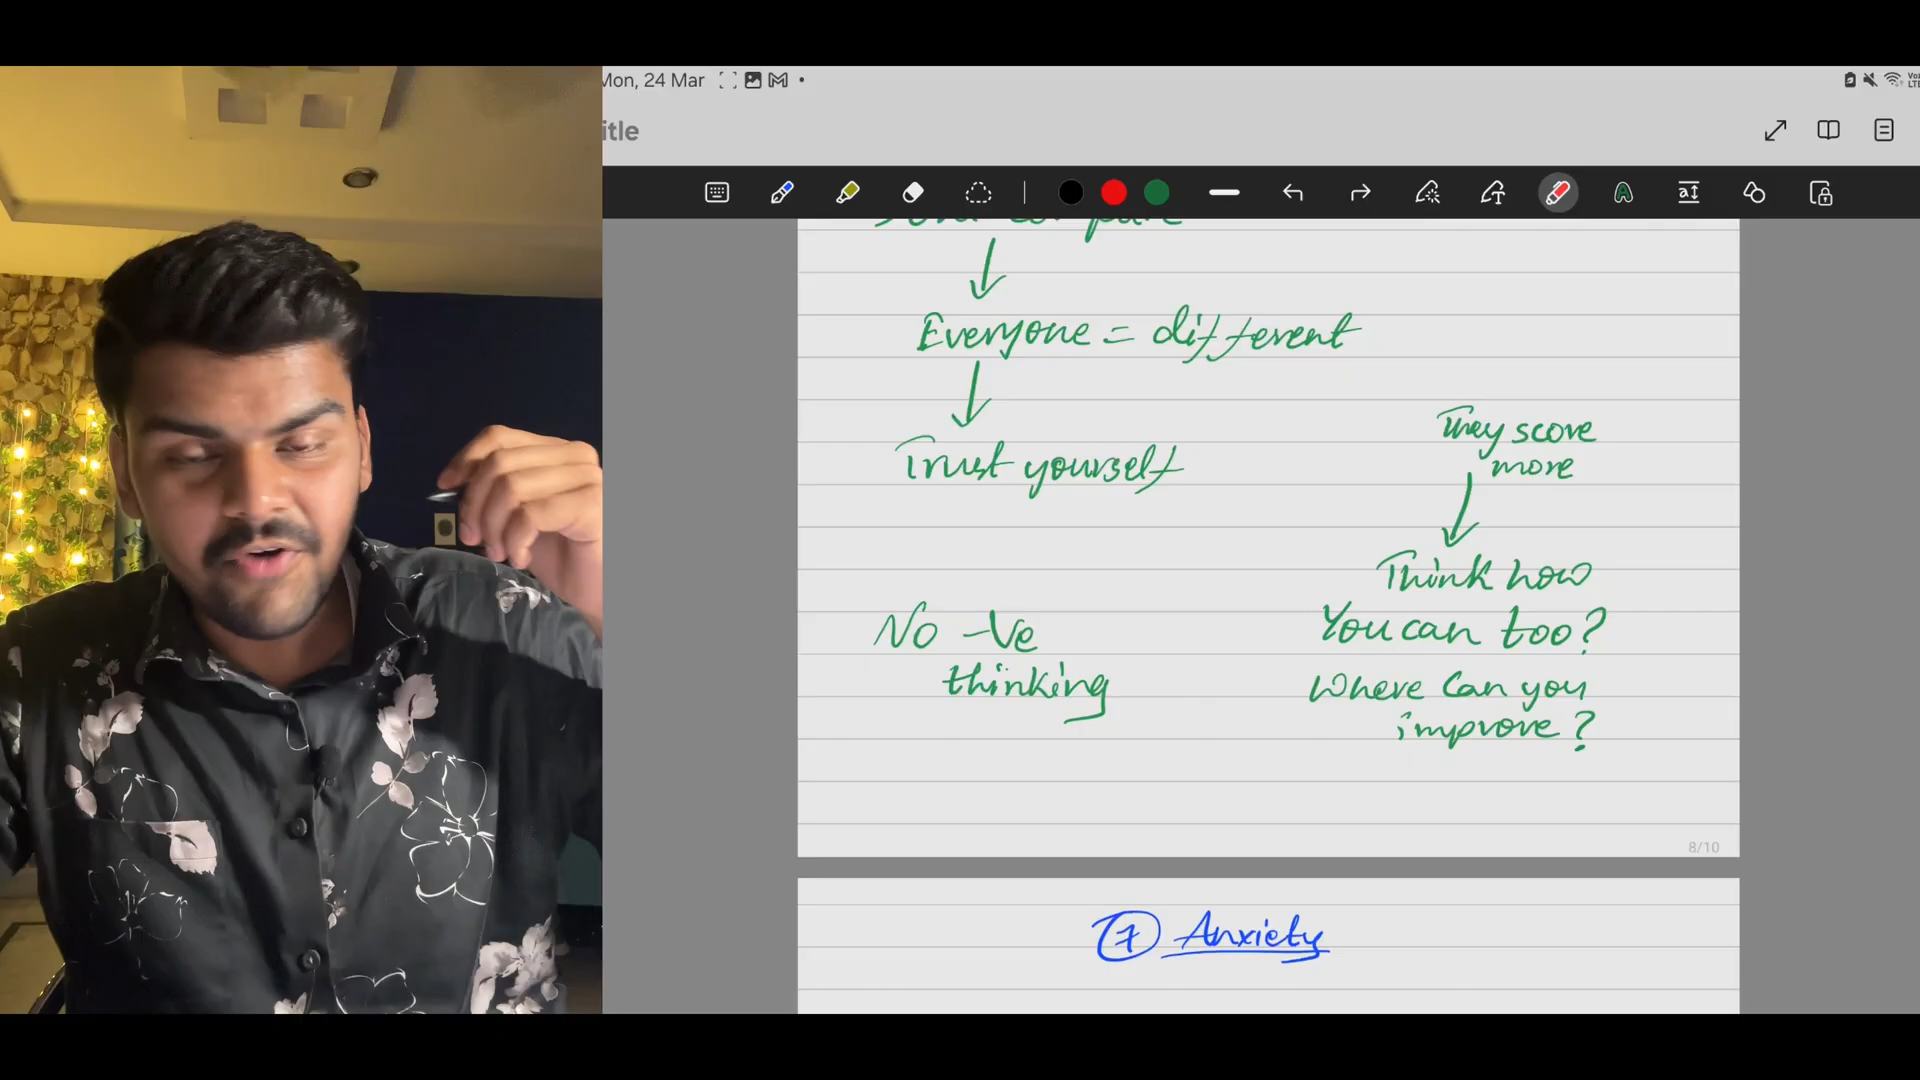 Mon, 24 Mar
itle
Everyone = different
Trust yourself
They score
more
Think how
You can too?
Where Can you
improve?
No -Ve
thinking
8/10
7 Anxiety